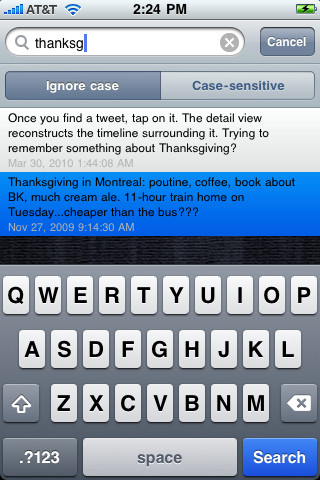 AT&T 2:24 PM
thanksg Cancel
Ignore case Case-sensitive
Once you find a tweet, tap on it. The detail view
reconstructs the timeline surrounding it. Trying to
remember something about Thanksgiving?
Mar 30, 2010 1:44:08 AM
Thanksgiving in Montreal: poutine, coffee, book about
BK, much cream ale. 11-hour train home on
Tuesday...cheaper than the bus???
Nov 27, 2009 9:14:30 AM
Q W E R T Y U I O P
A S D F G H J K L
Z X C V B N M
.?123 space Search